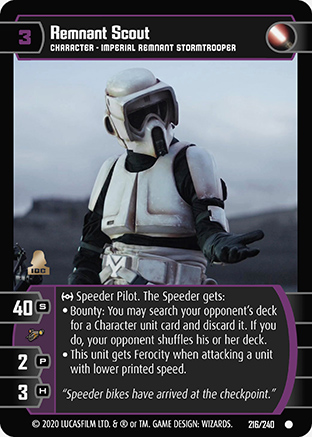 3
Remnant Scout
CHARACTER - IMPERIAL REMNANT STORMTROOPER
IBC
40 S
2 P
3 H
Speeder Pilot. The Speeder gets:
• Bounty: You may search your opponent's deck
for a Character unit card and discard it. If you
do, your opponent shuffles his or her deck.
• This unit gets Ferocity when attacking a unit
with lower printed speed.
"Speeder bikes have arrived at the checkpoint."
© 2020 LUCASFILM LTD. & ® or TM. GAME DESIGN: WIZARDS.
216/240